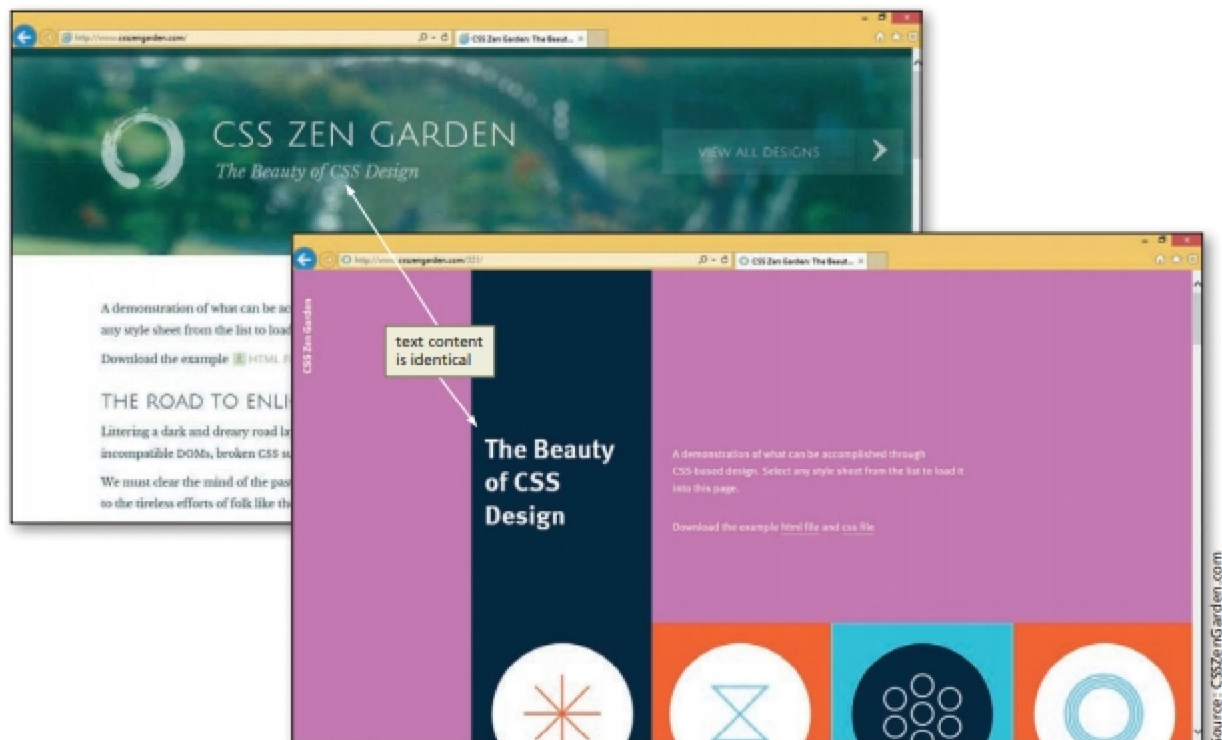 http://www.csszengarden.com/
CSS Zen Garden: The Beaut...
CSS ZEN GARDEN
The Beauty of CSS Design
VIEW ALL DESIGNS
A demonstration of what can be
any style sheet from the list to load
Download the example HTML
THE ROAD TO
Littering a dark and dreary road
incompatible DOMs, broken CSS
We must clear the mind of the past
to the tireless efforts of folk like
http://www.csszengarden.com/221/
CSS Zen Garden: The Beaut...
CSS Zen Garden
text content
is identical
The Beauty
of CSS
Design
A demonstration of what can be accomplished through
CSS-based design. Select any style sheet from the list to load it
into this page.
Download the example html file and css file
Source: CSSZenGarden.com